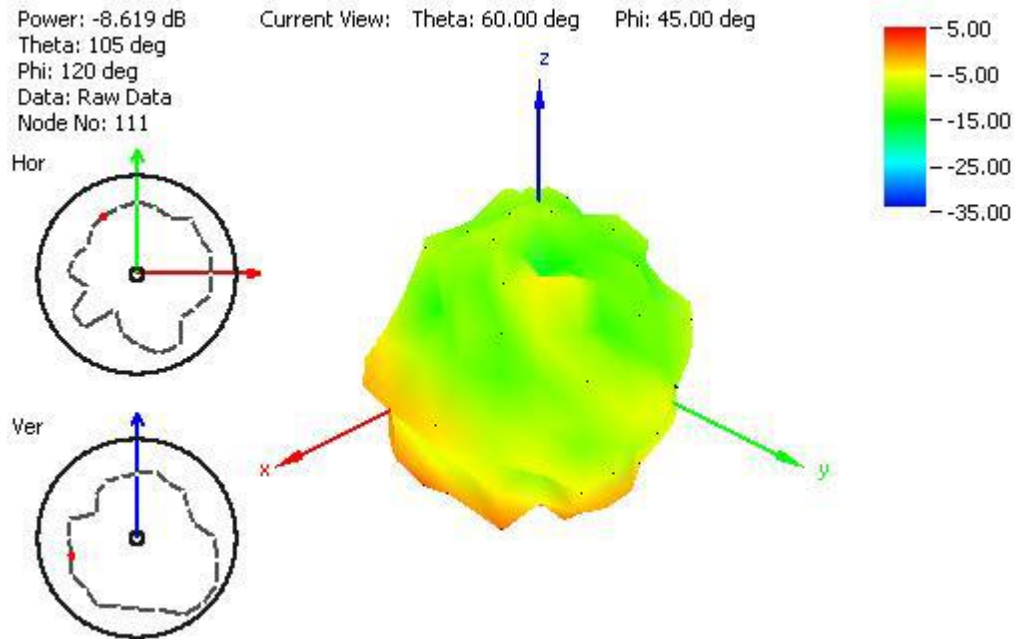 Power: -8.619 dB
Theta: 105 deg
Phi: 120 deg
Data: Raw Data
Node No: 111
Current View: Theta: 60.00 deg Phi: 45.00 deg
5.00
-5.00
-15.00
-25.00
-35.00
Hor
Ver
z
x
y